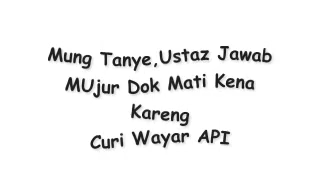 Mung Tanye,Ustaz Jawab
MUjur Dok Mati Kena
Kareng
Curi Wayar API